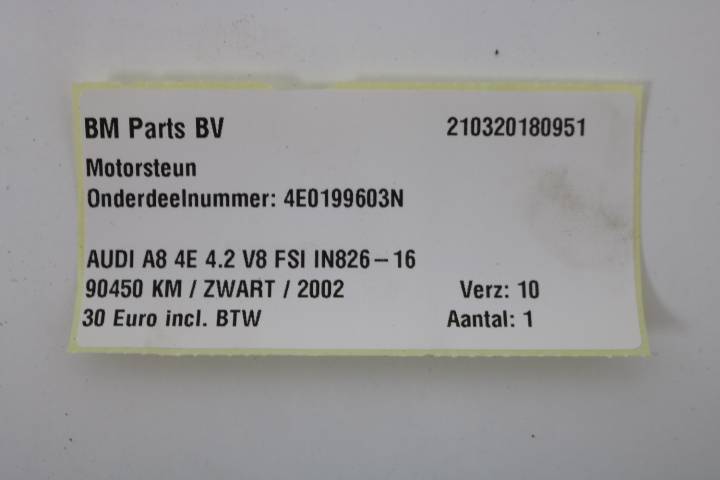 BM Parts BV 210320180951
Motorsteun
Onderdeelnummer: 4E0199603N
AUDI A8 4E 4.2 V8 FSI IN826-16
90450 KM / ZWART / 2002 Verz: 10
30 Euro incl. BTW Aantal: 1